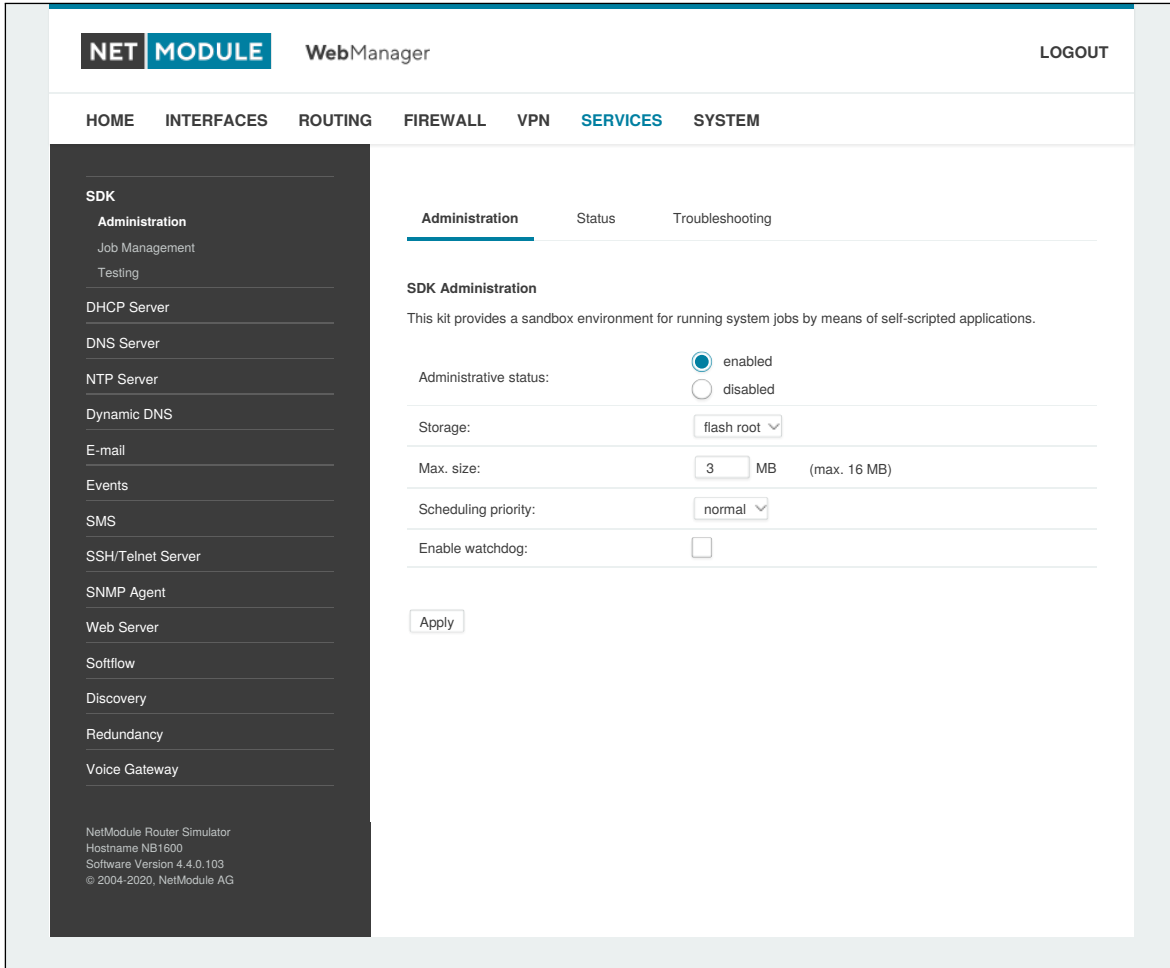 NET MODULE WebManager LOGOUT
HOME INTERFACES ROUTING FIREWALL VPN SERVICES SYSTEM
SDK
Administration
Job Management
Testing
DHCP Server
DNS Server
NTP Server
Dynamic DNS
E-mail
Events
SMS
SSH/Telnet Server
SNMP Agent
Web Server
Softflow
Discovery
Redundancy
Voice Gateway
NetModule Router Simulator
Hostname NB1600
Software Version 4.4.0.103
© 2004-2020, NetModule AG
Administration Status Troubleshooting
SDK Administration
This kit provides a sandbox environment for running system jobs by means of self-scripted applications.
Administrative status:
enabled
disabled
Storage: flash root
Max. size: 3 MB (max. 16 MB)
Scheduling priority: normal
Enable watchdog:
Apply